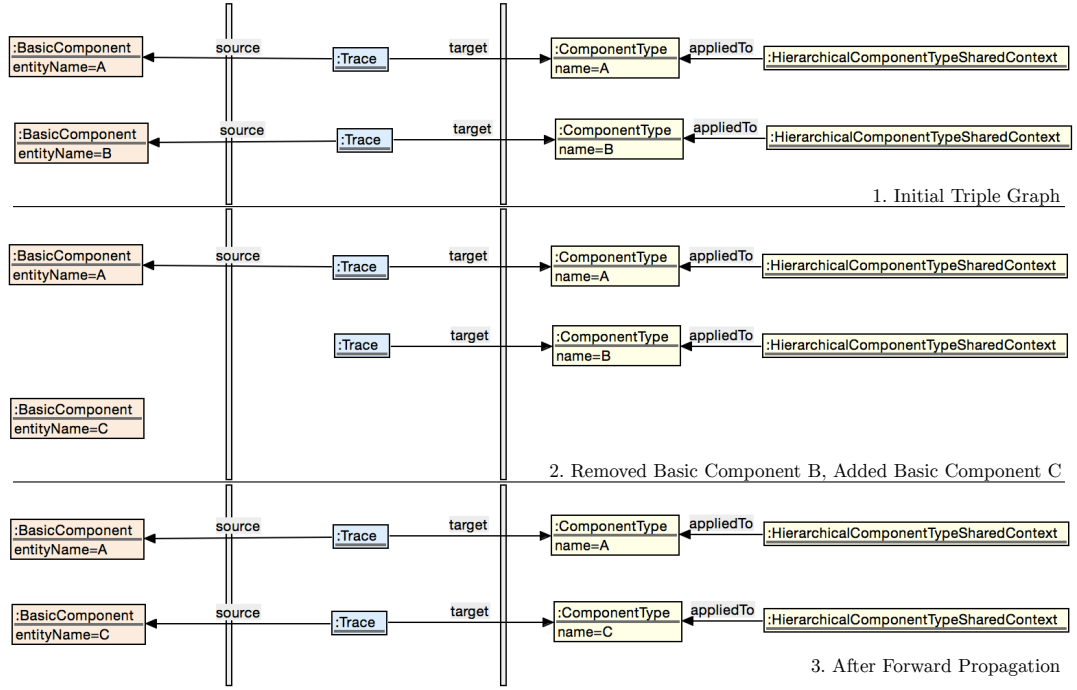 source
target
appliedTo
:BasicComponent
entityName=A
:Trace
:ComponentType
name=A
:HierarchicalComponentTypeSharedContext
source
target
appliedTo
:BasicComponent
entityName=B
:Trace
:ComponentType
name=B
:HierarchicalComponentTypeSharedContext
1. Initial Triple Graph
source
target
appliedTo
:BasicComponent
entityName=A
:Trace
:ComponentType
name=A
:HierarchicalComponentTypeSharedContext
target
appliedTo
:Trace
:ComponentType
name=B
:HierarchicalComponentTypeSharedContext
:BasicComponent
entityName=C
2. Removed Basic Component B, Added Basic Component C
source
target
appliedTo
:BasicComponent
entityName=A
:Trace
:ComponentType
name=A
:HierarchicalComponentTypeSharedContext
source
target
appliedTo
:BasicComponent
entityName=C
:Trace
:ComponentType
name=C
:HierarchicalComponentTypeSharedContext
3. After Forward Propagation